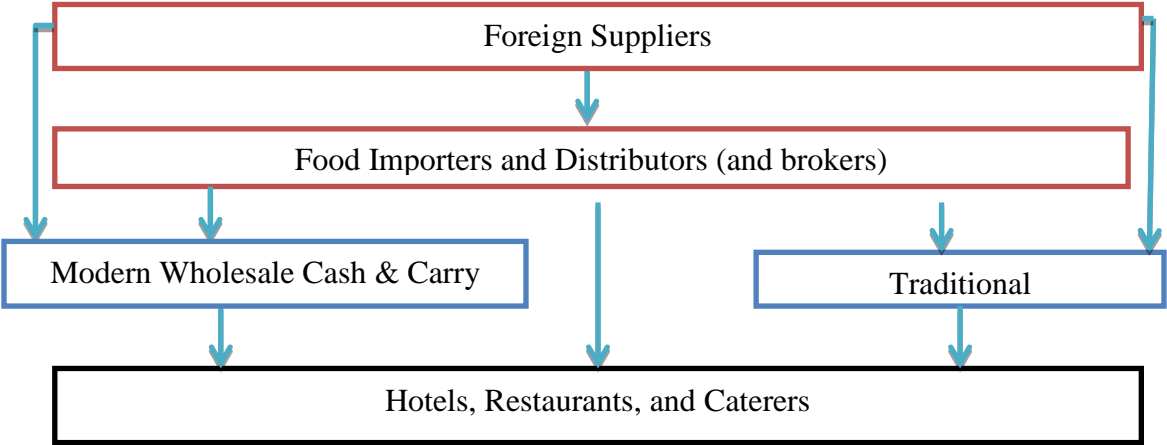 Foreign Suppliers
Food Importers and Distributors (and brokers)
Modern Wholesale Cash & Carry
Traditional
Hotels, Restaurants, and Caterers